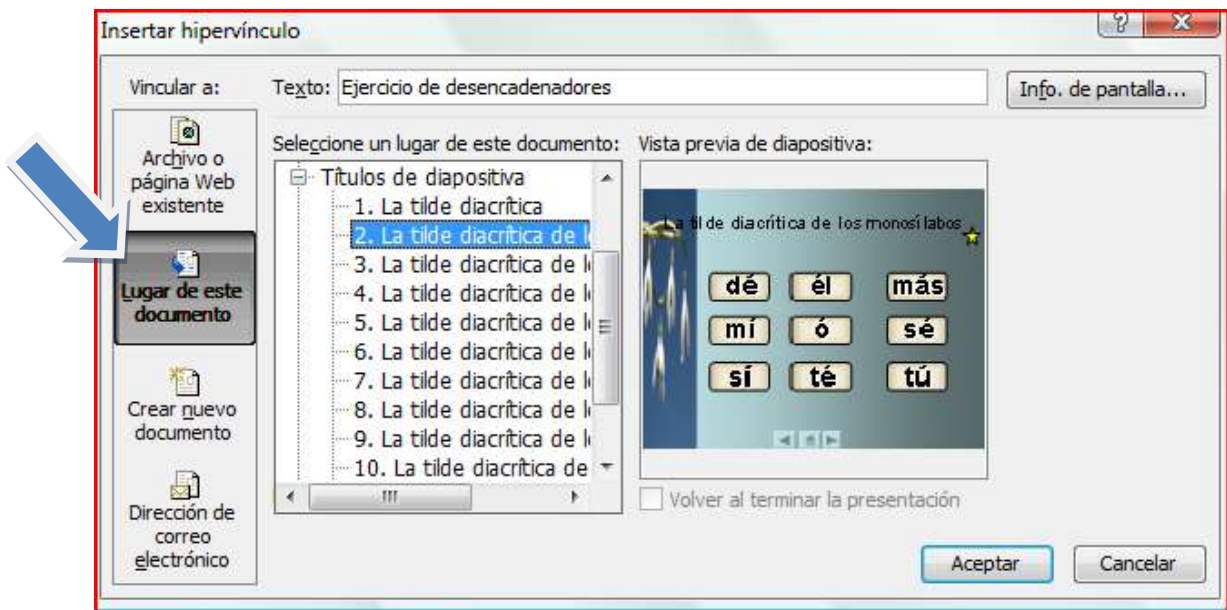 Insertar hipervínculo
Vincular a:
Texto: Ejercicio de desencadenadores
Info. de pantalla...
Archivo o
página Web
existente
Lugar de este
documento
Crear nuevo
documento
Dirección de
correo
electrónico
Seleccione un lugar de este documento:
Títulos de diapositiva
1. La tilde diacrítica
2. La tilde diacrítica de l
3. La tilde diacrítica de l
4. La tilde diacrítica de l
5. La tilde diacrítica de l
6. La tilde diacrítica de l
7. La tilde diacrítica de l
8. La tilde diacrítica de l
9. La tilde diacrítica de l
10. La tilde diacrítica de
Vista previa de diapositiva:
La tilde diacrítica de los monosílabos
dé él más
mí ó sé
sí té tú
Volver al terminar la presentación
Aceptar
Cancelar